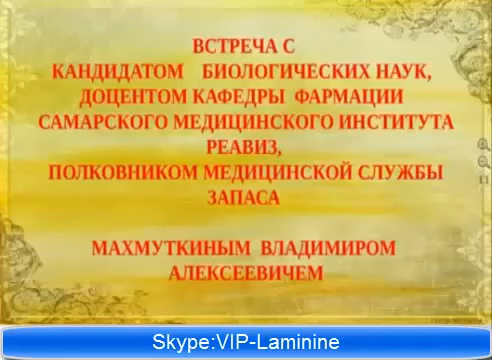 ВСТРЕЧА С
КАНДИДАТОМ БИОЛОГИЧЕСКИХ НАУК,
ДОЦЕНТОМ КАФЕДРЫ ФАРМАЦИИ
САМАРСКОГО МЕДИЦИНСКОГО ИНСТИТУТА
РЕАВИЗ,
ПОЛКОВНИКОМ МЕДИЦИНСКОЙ СЛУЖБЫ
ЗАПАСА
МАХМУТКИНЫМ ВЛАДИМИРОМ
АЛЕКСЕЕВИЧЕМ
Skype:VIP-Laminine